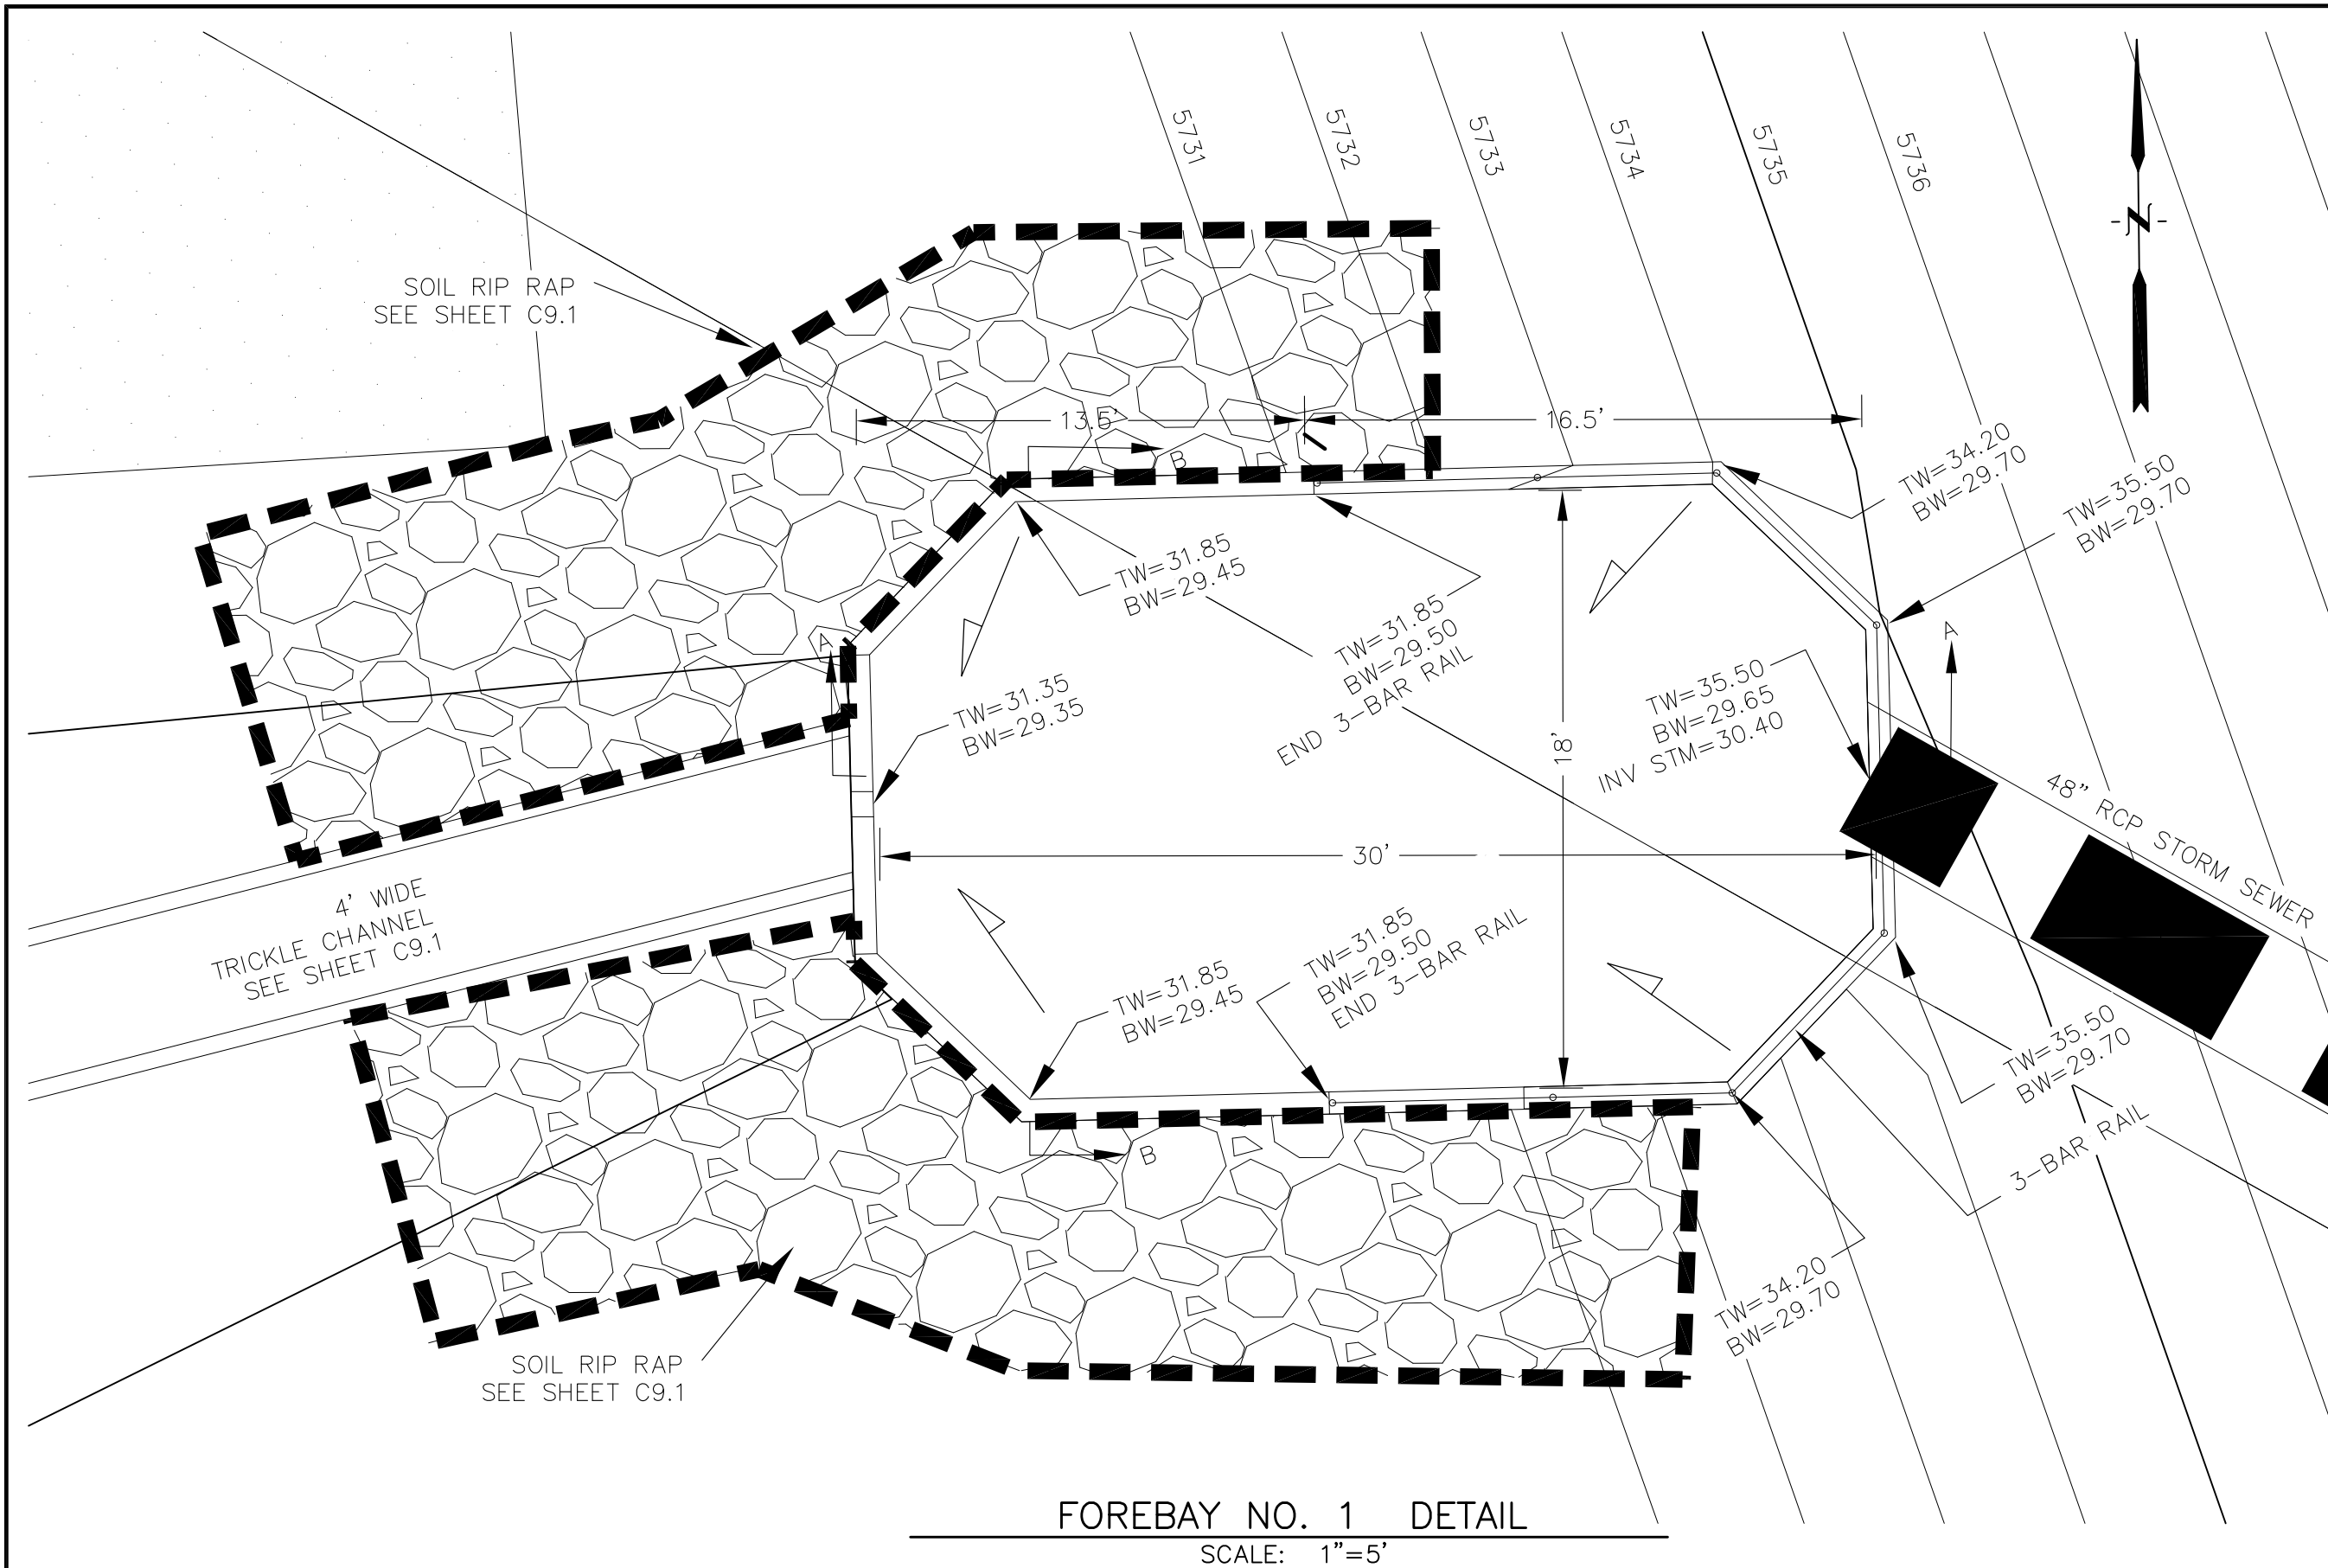 5731
5732
5733
5734
5735
5736
N
SOIL RIP RAP
SEE SHEET C9.1
13.5'
16.5'
B
TW=34.20
BW=29.70
TW=35.50
BW=29.70
TW=31.85
BW=29.45
TW=31.85
BW=29.50
END 3-BAR RAIL
A
A
TW=31.35
BW=29.35
TW=35.50
BW=29.65
INV STM=30.40
18'
48" RCP STORM SEWER
30'
4' WIDE
TRICKLE CHANNEL
SEE SHEET C9.1
TW=31.85
BW=29.45
TW=31.85
BW=29.50
END 3-BAR RAIL
TW=35.50
BW=29.70
3-BAR RAIL
B
TW=34.20
BW=29.70
SOIL RIP RAP
SEE SHEET C9.1
FOREBAY NO. 1 DETAIL
SCALE: 1"=5'